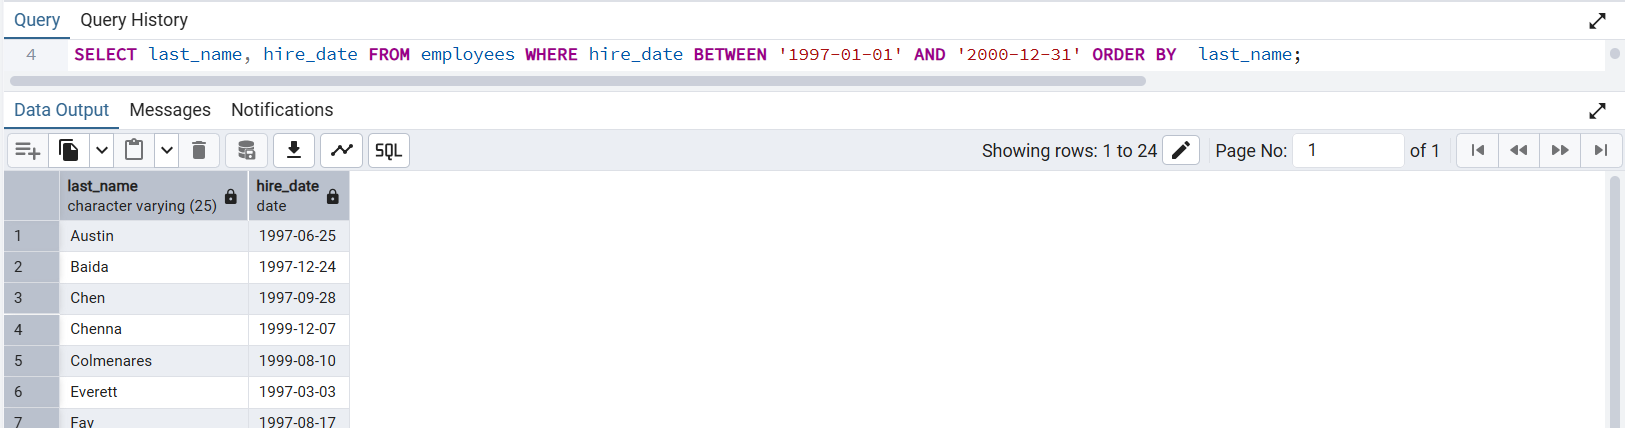 Query Query History
4 SELECT last_name, hire_date FROM employees WHERE hire_date BETWEEN '1997-01-01' AND '2000-12-31' ORDER BY  last_name;
Data Output Messages Notifications
SQL Showing rows: 1 to 24 Page No: 1 of 1
last_name hire_date
character varying (25) date
1 Austin 1997-06-25
2 Baida 1997-12-24
3 Chen 1997-09-28
4 Chenna 1999-12-07
5 Colmenares 1999-08-10
6 Everett 1997-03-03
7 Fay 1997-08-17